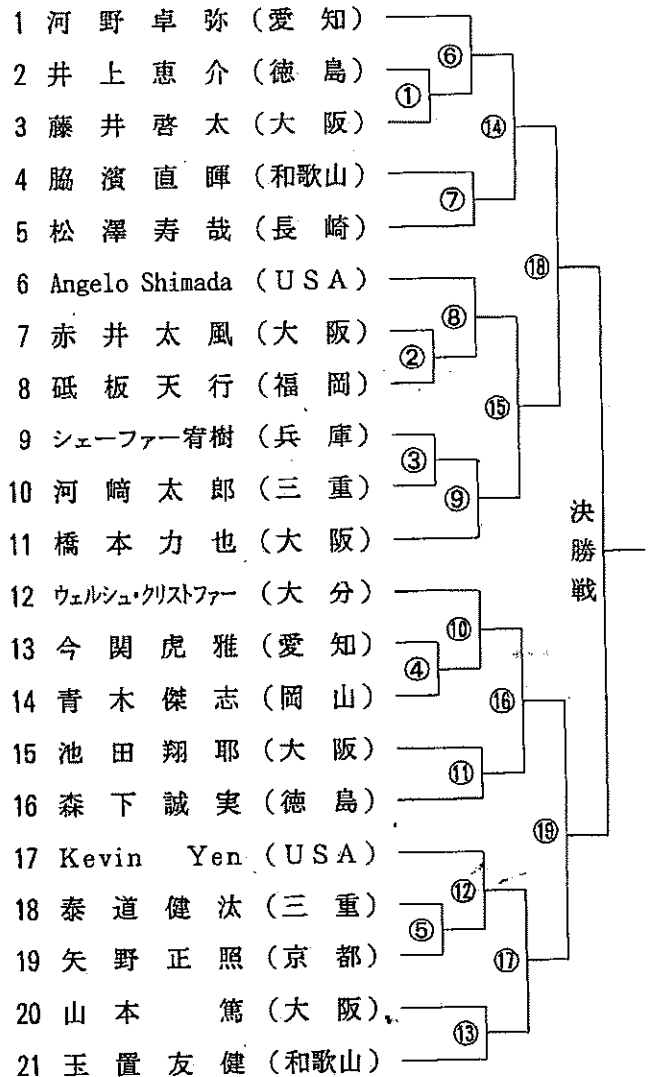 1 河野卓弥(愛知)
2 井上恵介(徳島)
3 藤井啓太(大阪)
4 脇濱直暉(和歌山)
5 松澤寿哉(長崎)
6 Angelo Shimada (USA)
7 赤井太風(大阪)
8 砥板天行(福岡)
9 シェーファー宥樹(兵庫)
10 河﨑太郎(三重)
11 橋本力也(大阪)
12 ウェルシュ・クリストファー(大分)
13 今関虎雅(愛知)
14 青木傑志(岡山)
15 池田翔耶(大阪)
16 森下誠実(徳島)
17 Kevin Yen (USA)
18 泰道健汰(三重)
19 矢野正照(京都)
20 山本篤(大阪)
21 玉置友健(和歌山)
⑥
①
⑭
⑦
⑱
⑧
②
⑮
③
⑨
決勝戦
⑩
④
⑯
⑪
⑲
⑫
⑤
⑰
⑬